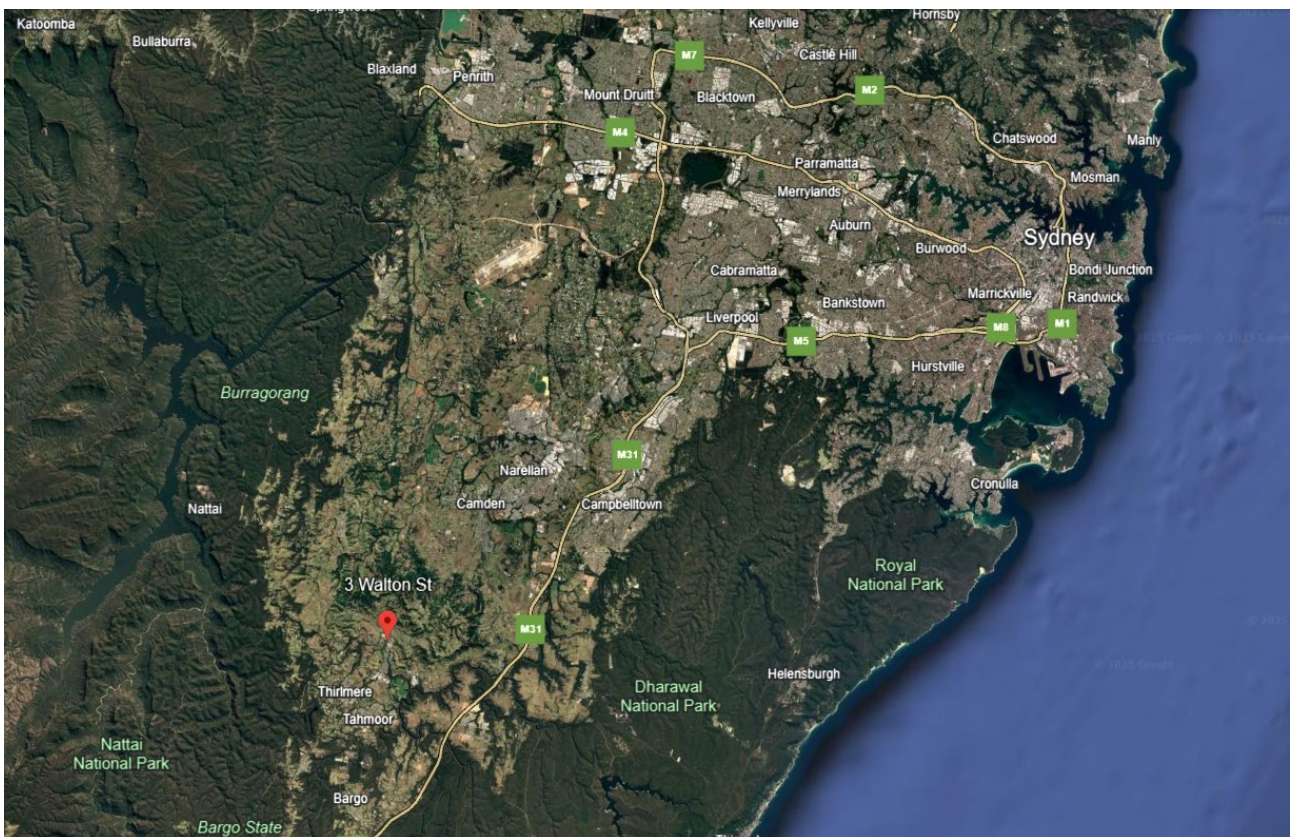 Katoomba
Springwood
Bullaburra
Blaxland
Penrith
Kellyville
Hornsby
Castle Hill
M7
Mount Druitt
Blacktown
M2
M4
Chatswood
Manly
Parramatta
Mosman
Merrylands
Auburn
Burwood
Sydney
Cabramatta
Bondi Junction
Bankstown
Marrickville
Randwick
Liverpool
M5
M8
M1
Hurstville
Burragorang
Narellan
M31
Camden
Campbelltown
Cronulla
Nattai
Royal
National Park
3 Walton St
M31
Helensburgh
Thirlmere
Dharawal
National Park
Tahmoor
Nattai
National Park
Bargo
Bargo State
© 2025 Google